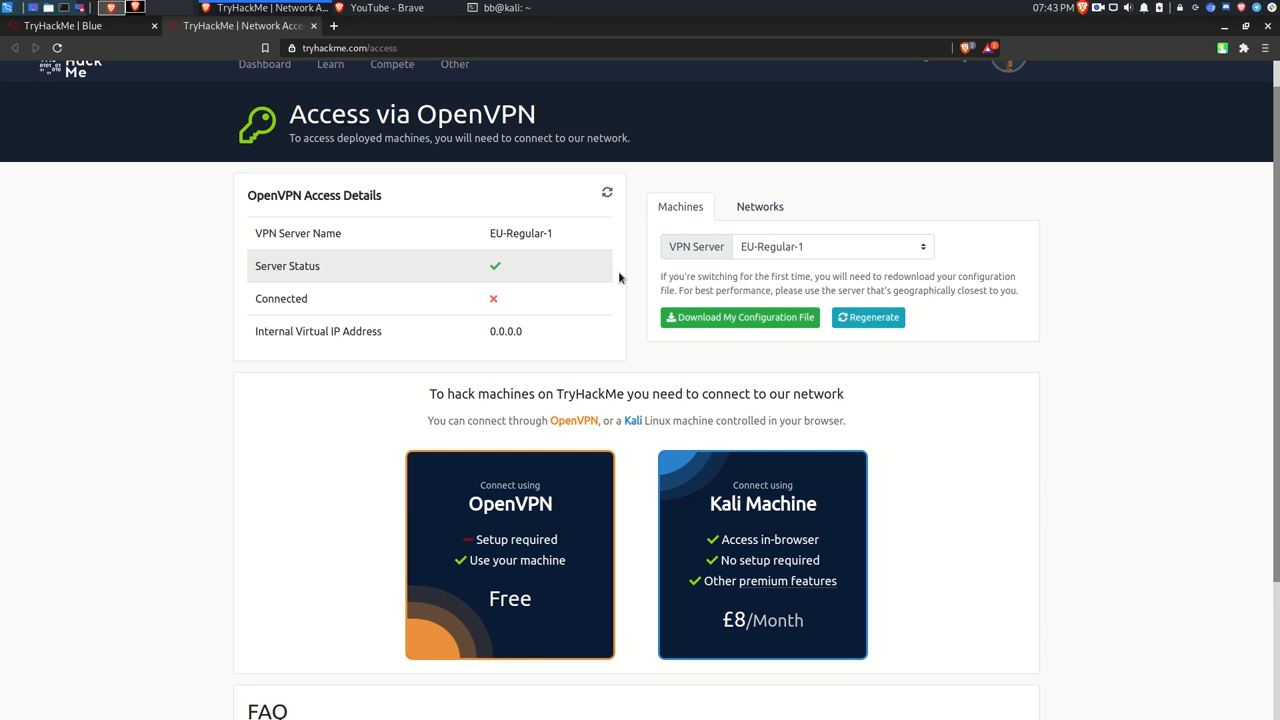 TryHackMe | Network A...
YouTube - Brave
bb@kali: ~
07:43 PM
TryHackMe | Blue
TryHackMe | Network Acce
tryhackme.com/access
Hack
Me
Dashboard
Learn
Compete
Other
Access via OpenVPN
To access deployed machines, you will need to connect to our network.
OpenVPN Access Details
VPN Server Name
EU-Regular-1
Server Status
Connected
Internal Virtual IP Address
0.0.0.0
Machines
Networks
VPN Server
EU-Regular-1
If you're switching for the first time, you will need to redownload your configuration
file. For best performance, please use the server that's geographically closest to you.
Download My Configuration File
Regenerate
To hack machines on TryHackMe you need to connect to our network
You can connect through OpenVPN, or a Kali Linux machine controlled in your browser.
Connect using
OpenVPN
Setup required
Use your machine
Free
Connect using
Kali Machine
Access in-browser
No setup required
Other premium features
£8/Month
FAQ